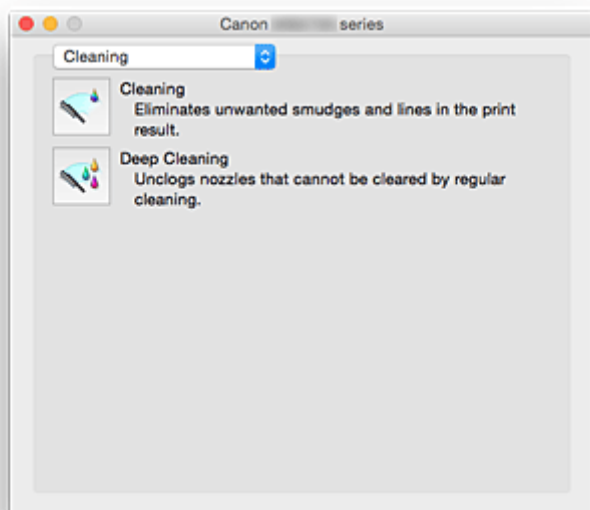 Canon series
Cleaning
Cleaning
Eliminates unwanted smudges and lines in the print
result.
Deep Cleaning
Unclogs nozzles that cannot be cleared by regular
cleaning.